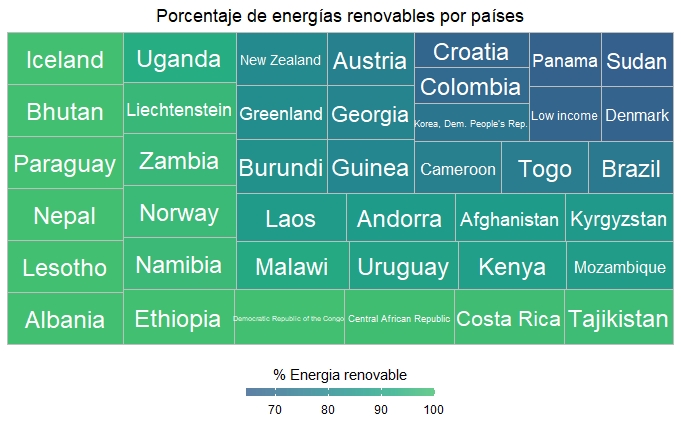 Porcentaje de energías renovables por países
Iceland
Bhutan
Paraguay
Nepal
Lesotho
Albania
Uganda
Liechtenstein
Zambia
Norway
Namibia
Ethiopia
New Zealand
Greenland
Burundi
Austria
Georgia
Guinea
Croatia
Colombia
Korea, Dem. People's Rep.
Panama
Sudan
Low income
Denmark
Cameroon
Togo
Brazil
Laos
Andorra
Afghanistan
Kyrgyzstan
Malawi
Uruguay
Kenya
Mozambique
Democratic Republic of the Congo
Central African Republic
Costa Rica
Tajikistan
% Energia renovable
70 80 90 100